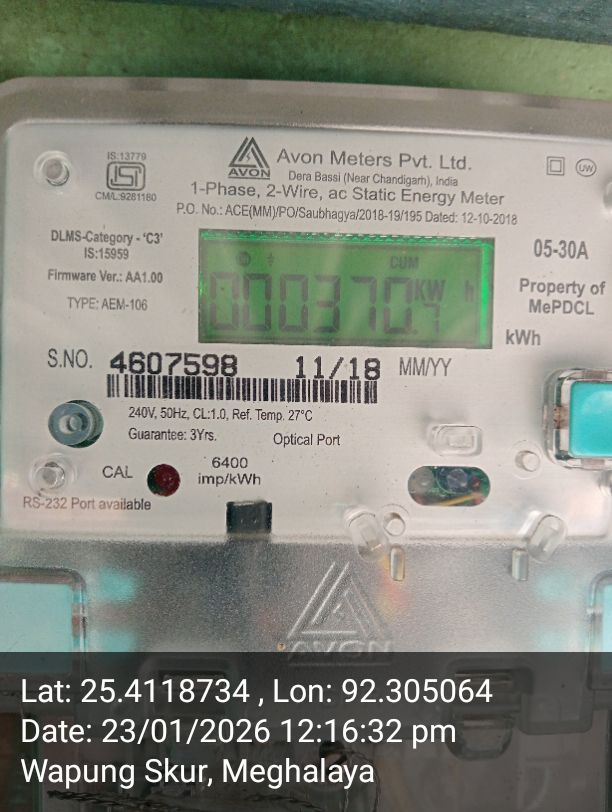 IS:13779
ISI
CM/L:9281180
AVON
Avon Meters Pvt. Ltd.
Dera Bassi (Near Chandigarh), India
1-Phase, 2-Wire, ac Static Energy Meter
P.O. No.: ACE(MM)/PO/Saubhagya/2018-19/195 Dated: 12-10-2018
UW
DLMS-Category - 'C3'
IS:15959
Firmware Ver.: AA1.00
TYPE: AEM-106
CUM
000370.7 KW h
05-30A
Property of
MePDCL
kWh
S.NO. 4607598 11/18 MM/YY
240V, 50Hz, CL:1.0, Ref. Temp. 27°C
Guarantee: 3Yrs.
Optical Port
CAL
6400
imp/kWh
RS-232 Port available
AVON
Lat: 25.4118734 , Lon: 92.305064
Date: 23/01/2026 12:16:32 pm
Wapung Skur, Meghalaya